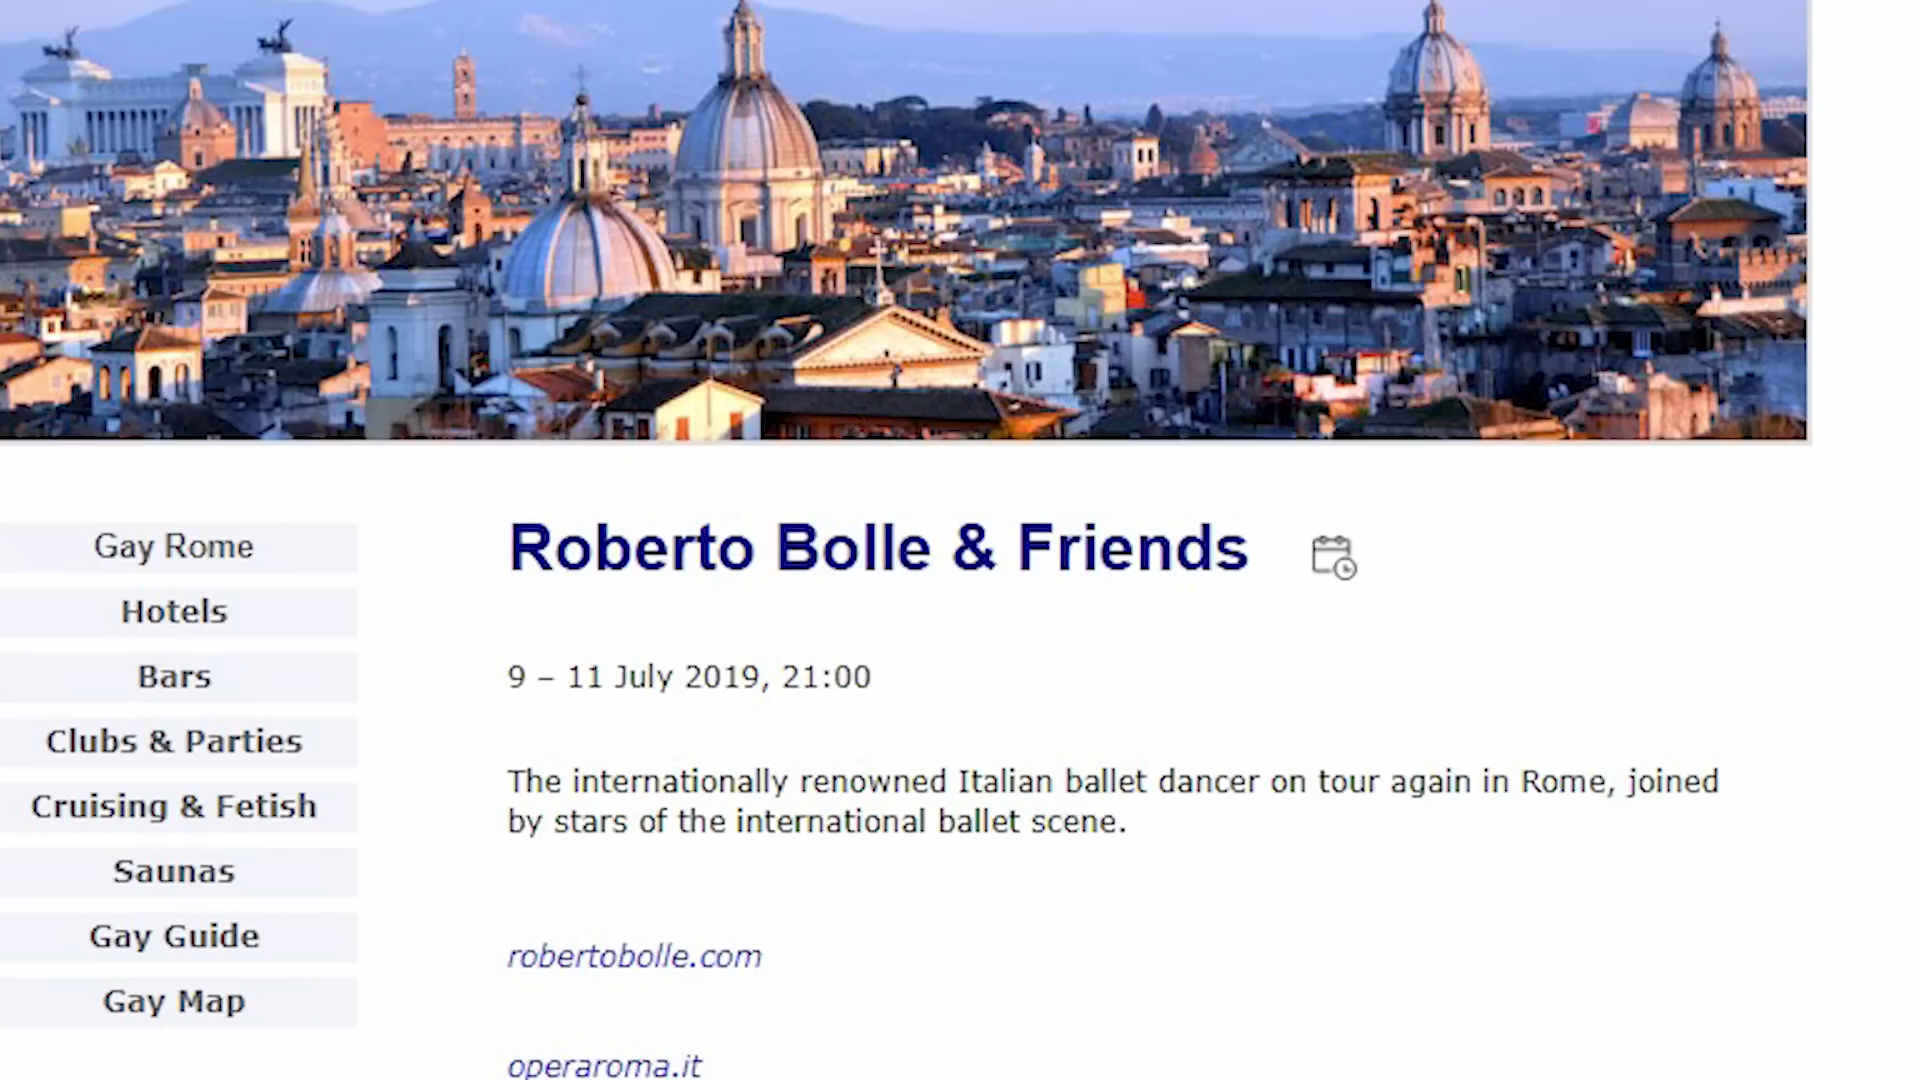 Gay Rome
Hotels
Bars
Clubs & Parties
Cruising & Fetish
Saunas
Gay Guide
Gay Map
Roberto Bolle & Friends
9 – 11 July 2019, 21:00
The internationally renowned Italian ballet dancer on tour again in Rome, joined
by stars of the international ballet scene.
robertobolle.com
operaroma.it